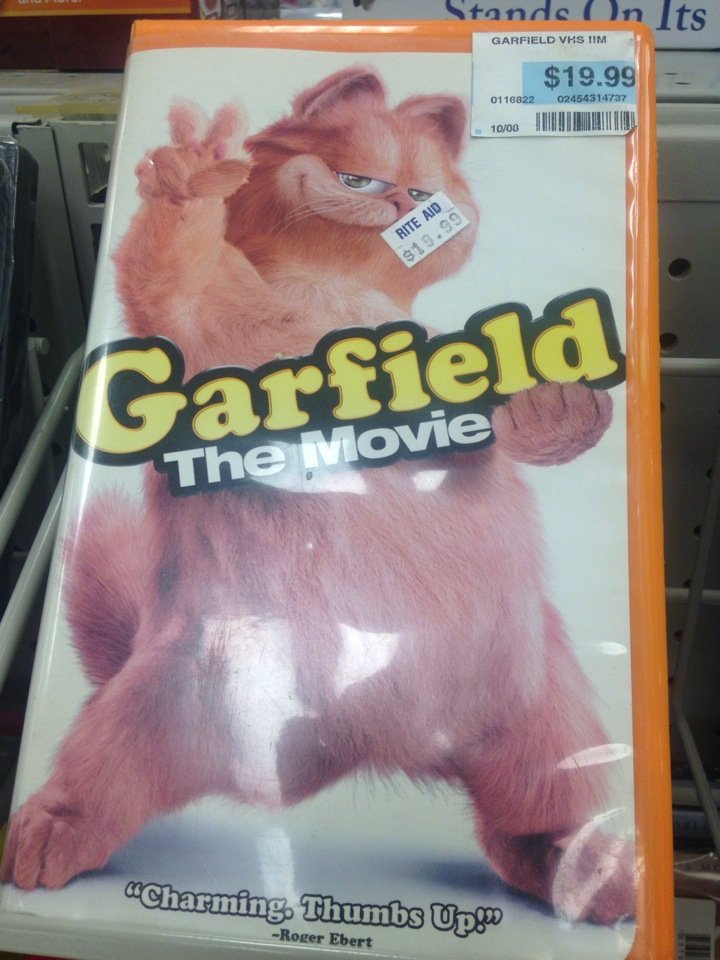 Stands On Its
GARFIELD VHS !!M
$19.99
0116822 02454314737
10/03
RITE AID
$19.99
Garfield
The Movie
“Charming. Thumbs Up!”
-Roger Ebert